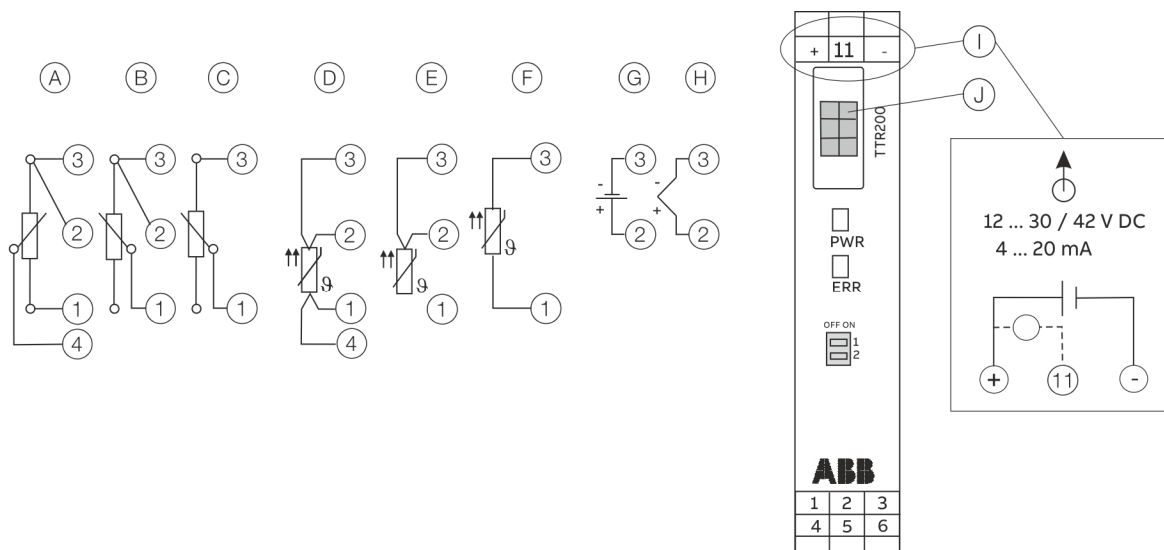 A B C D E F G H
+ 11 -
I
J
TTR200
3 3 3 3 3 3 3 3
- -
+ +
2 2 2 2 2 2
ϑ ϑ ϑ
1 1 1 1 1 1
4 4
PWR
ERR
OFF ON
1
2
ABB
1 2 3
4 5 6
12 ... 30 / 42 V DC
4 ... 20 mA
+ 11 -